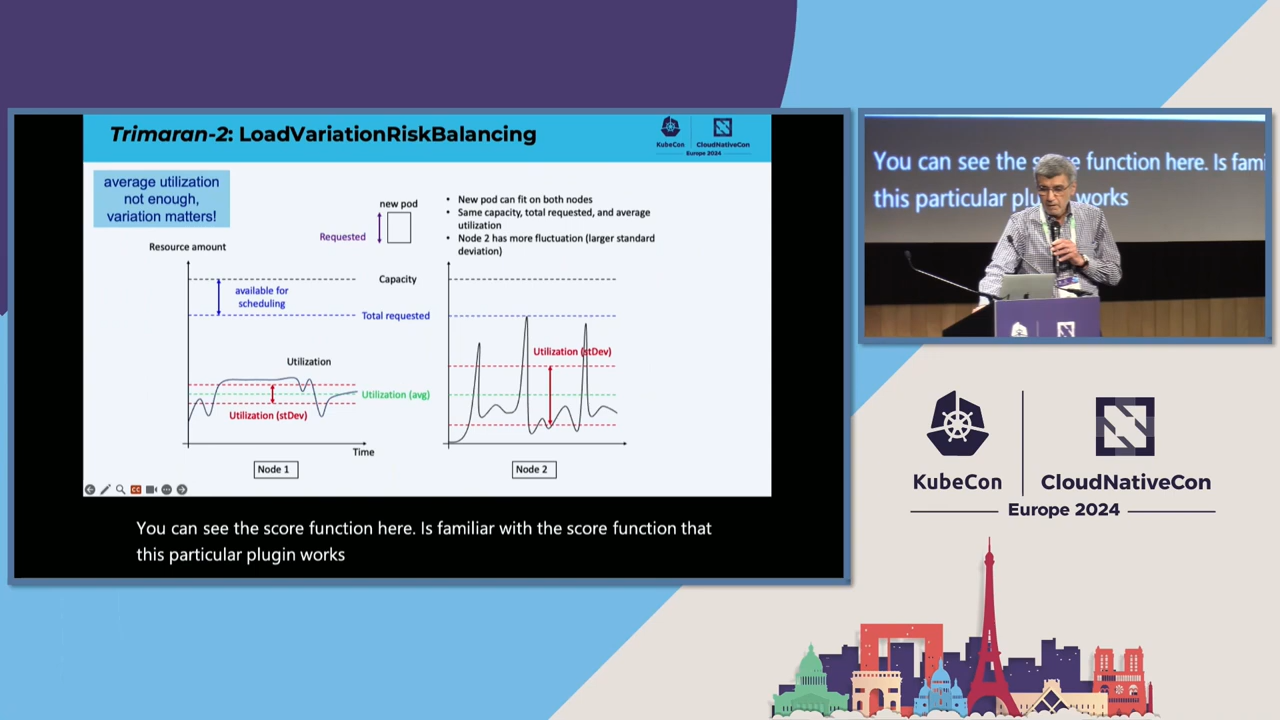 Trimaran-2: LoadVariationRiskBalancing
KubeCon
CloudNativeCon
Europe 2024
average utilization
not enough,
variation matters!
new pod
Requested
• New pod can fit on both nodes
• Same capacity, total requested, and average
utilization
• Node 2 has more fluctuation (larger standard
deviation)
Resource amount
Capacity
available for
scheduling
Total requested
Utilization
Utilization (avg)
Utilization (stDev)
Time
Node 1
Utilization (stDev)
Node 2
CC
You can see the score function here. Is familiar with the score function that
this particular plugin works
You can see the score function here. Is fami
this particular plugin works
KubeCon
CloudNativeCon
Europe 2024